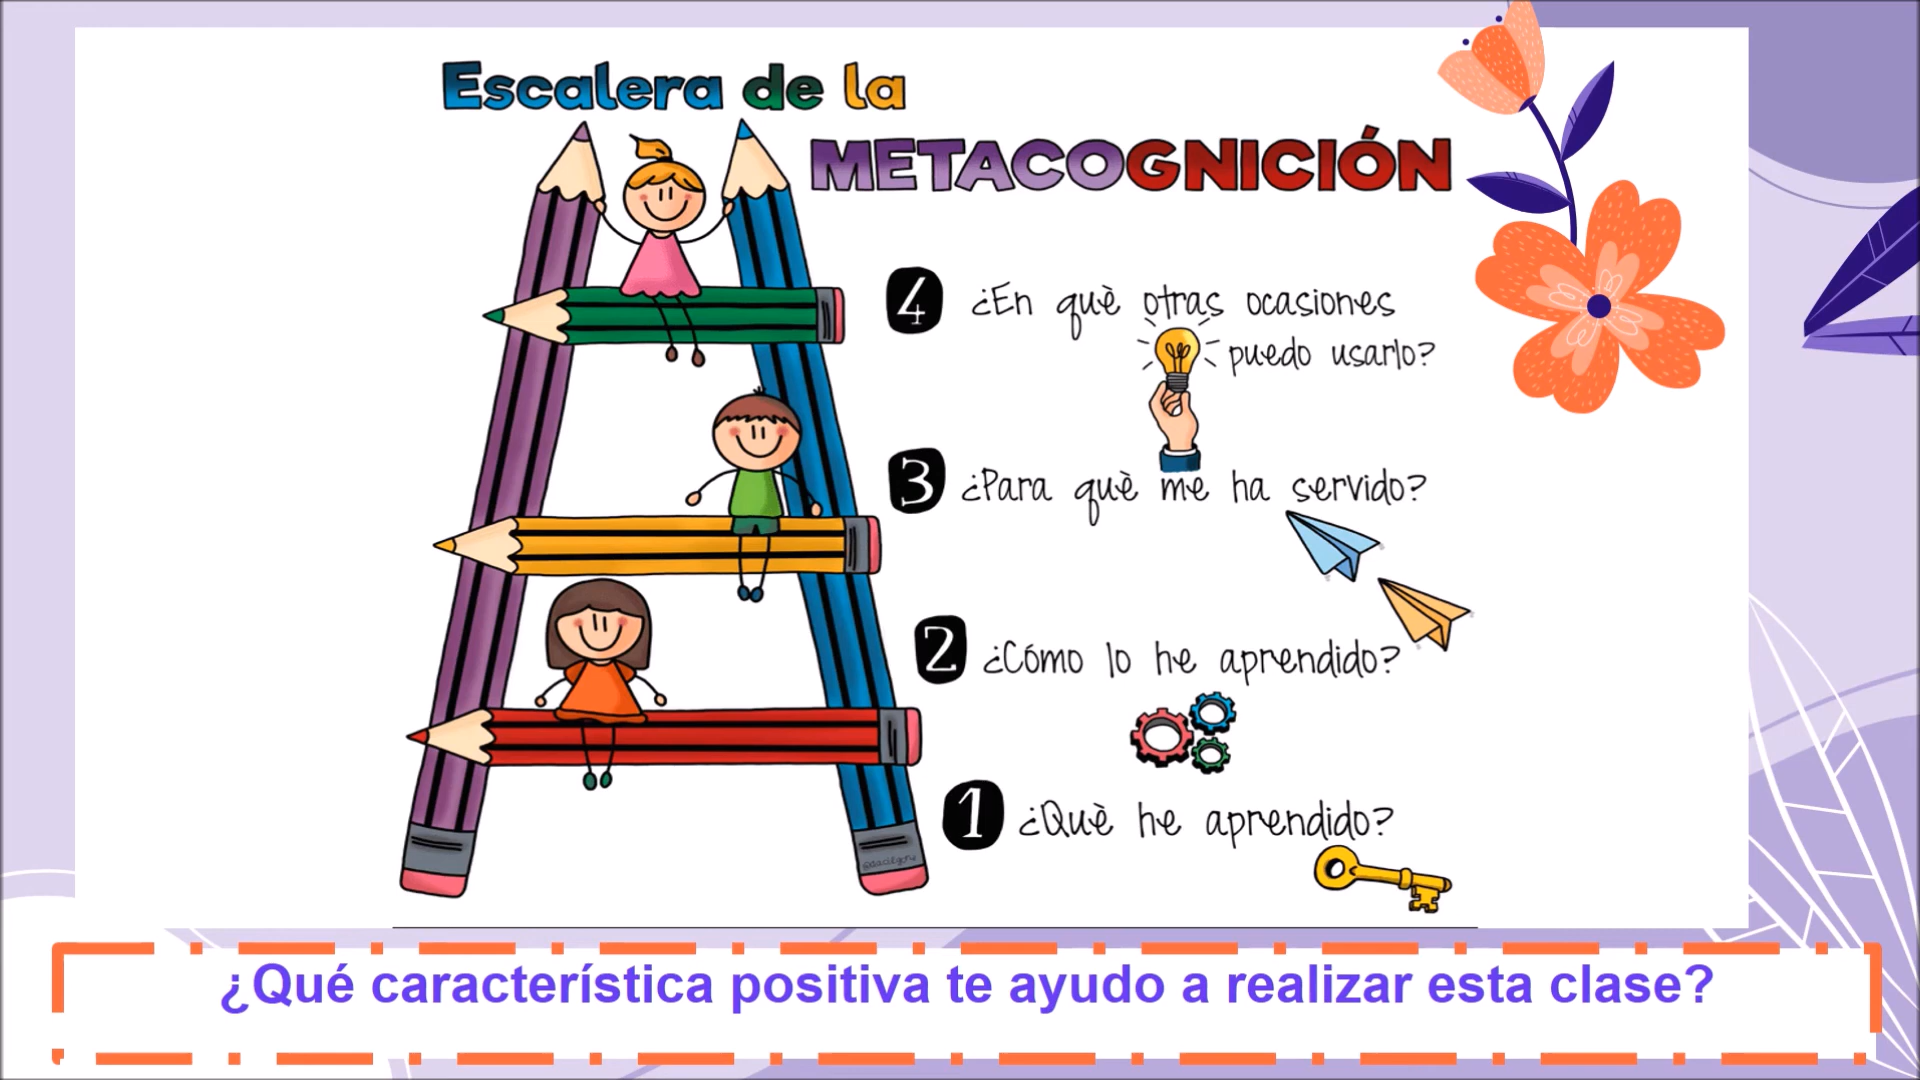 Escalera de la
METACOGNICIÓN
4 ¿En què otras ocasiones
puedo usarlo?
3 ¿Para què me ha servido?
2 ¿Cómo lo he aprendido?
1 ¿Què he aprendido?
¿Qué característica positiva te ayudo a realizar esta clase?